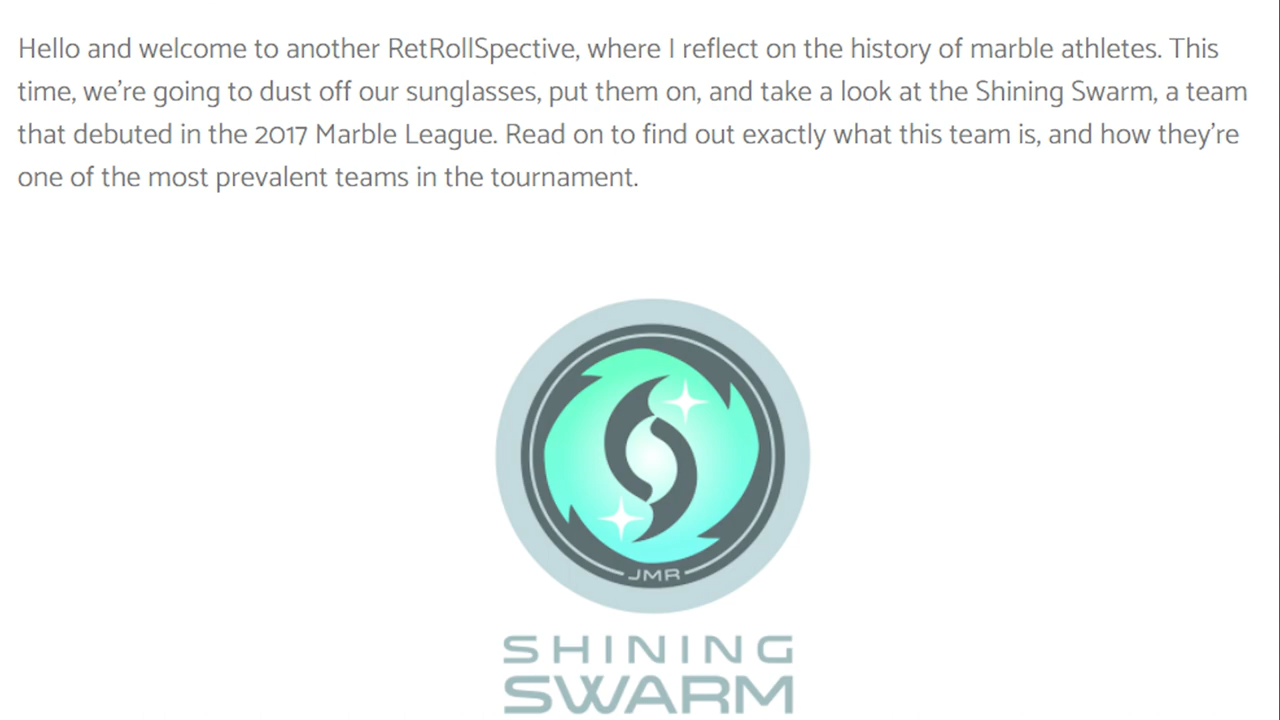 Hello and welcome to another RetRollSpective, where I reflect on the history of marble athletes. This
time, we’re going to dust off our sunglasses, put them on, and take a look at the Shining Swarm, a team
that debuted in the 2017 Marble League. Read on to find out exactly what this team is, and how they’re
one of the most prevalent teams in the tournament.
JMR
SHINING
SWARM